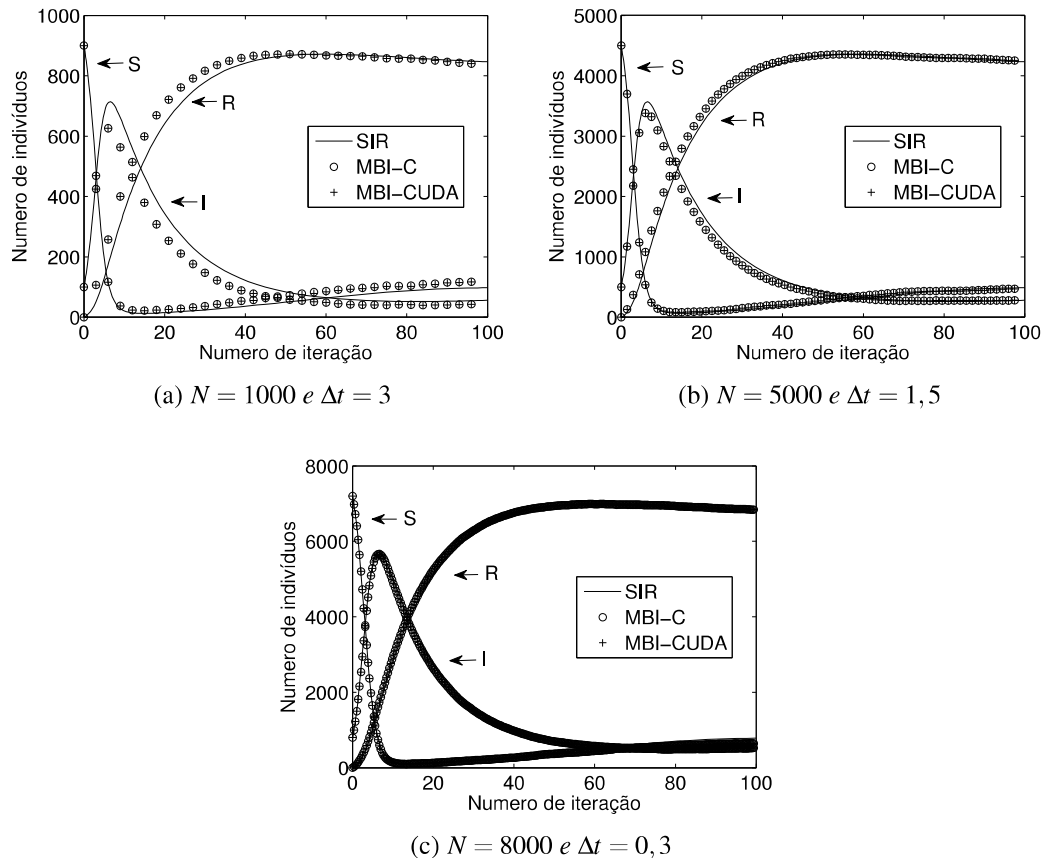 1000
800
600
400
200
0
Numero de indivíduos
S
R
I
SIR
MBI-C
MBI-CUDA
0 20 40 60 80 100
Numero de iteração
(a) N = 1000 e Δt = 3
5000
4000
3000
2000
1000
0
Numero de indivíduos
S
R
I
SIR
MBI-C
MBI-CUDA
0 20 40 60 80 100
Numero de iteração
(b) N = 5000 e Δt = 1,5
8000
6000
4000
2000
0
Numero de indivíduos
S
R
I
SIR
MBI-C
MBI-CUDA
0 20 40 60 80 100
Numero de iteração
(c) N = 8000 e Δt = 0,3